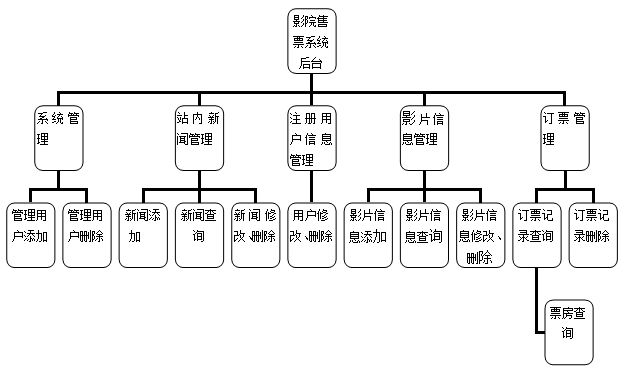 影院售
票系统
后台
系统管
理
站内新
闻管理
注册用
户信息
管理
影片信
息管理
订票管
理
管理用
户添加
管理用
户删除
新闻添
加
新闻查
询
新闻修
改、删除
用户修
改、删除
影片信
息添加
影片信
息查询
影片信
息修改、
删除
订票记
录查询
订票记
录删除
票房查
询